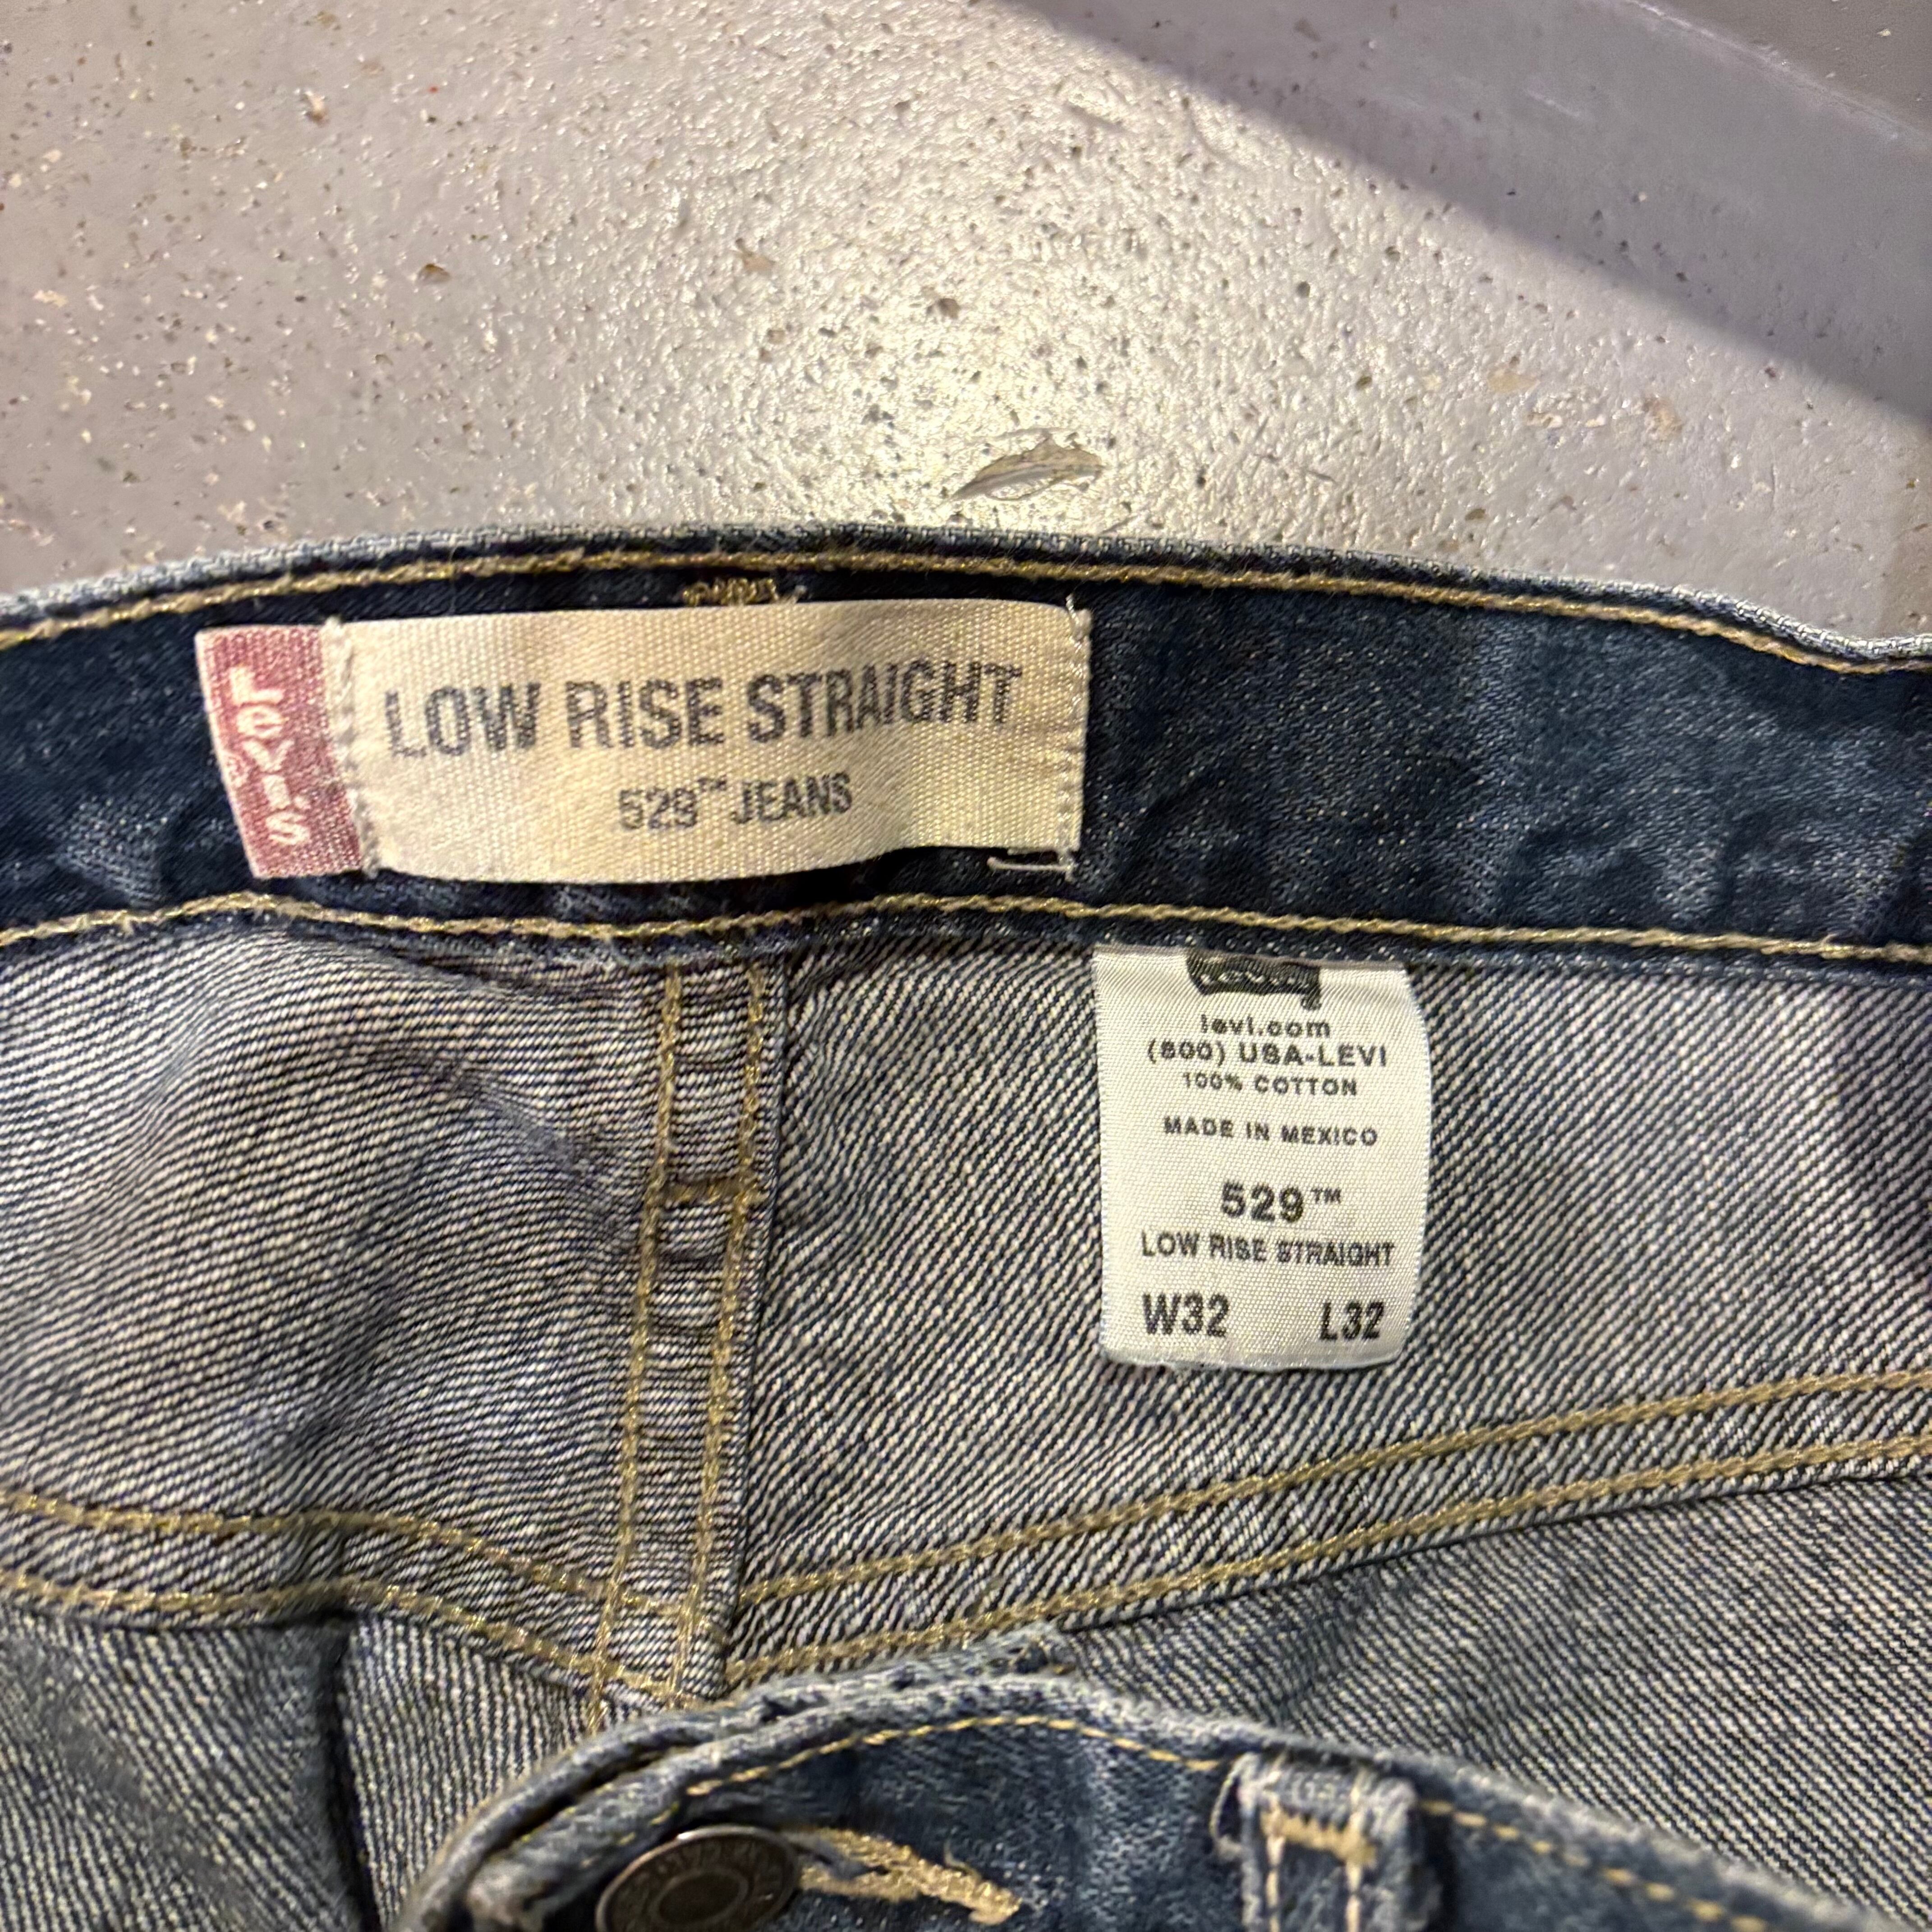 Levi's
LOW RISE STRAIGHT
529™ JEANS
levi.com
(800) USA-LEVI
100% COTTON
MADE IN MEXICO
529™
LOW RISE STRAIGHT
W32 L32